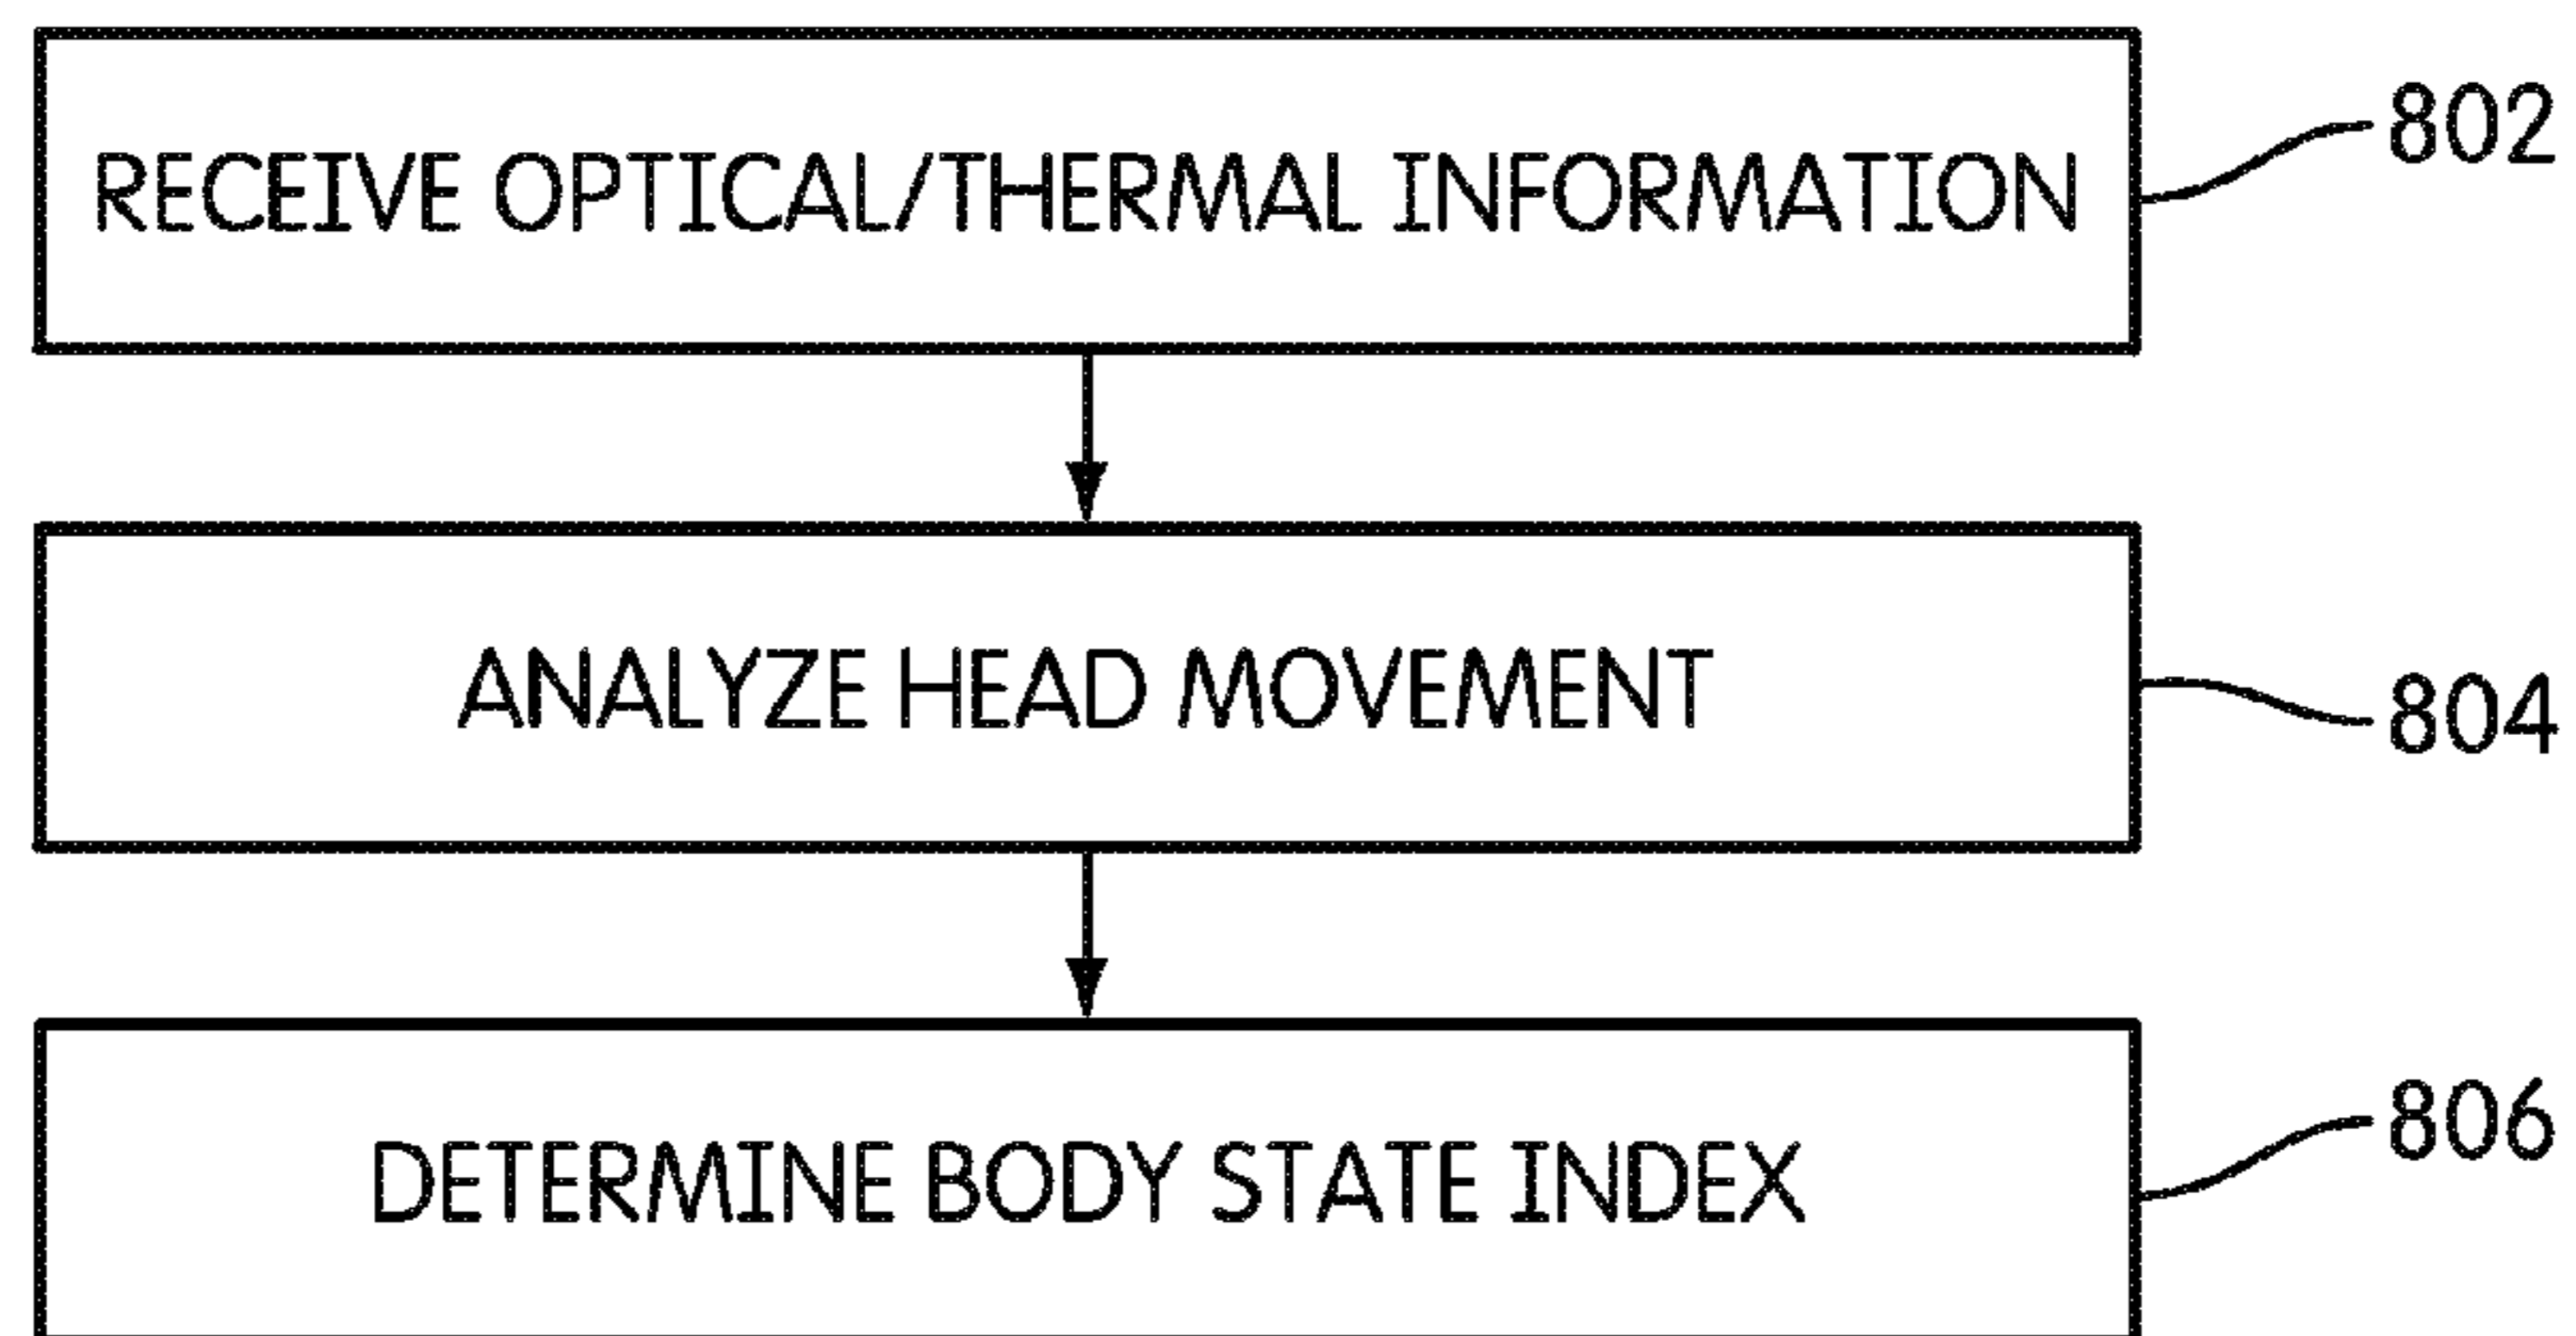 RECEIVE OPTICAL/THERMAL INFORMATION
802
ANALYZE HEAD MOVEMENT
804
DETERMINE BODY STATE INDEX
806